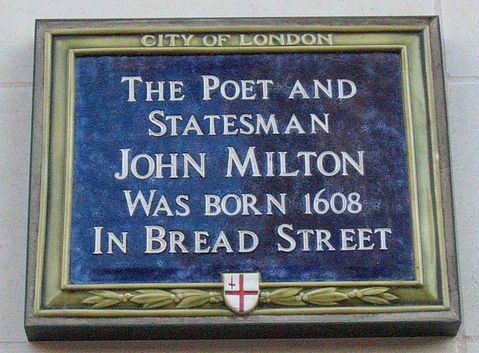 CITY OF LONDON
THE POET AND
STATESMAN
JOHN MILTON
WAS BORN 1608
IN BREAD STREET